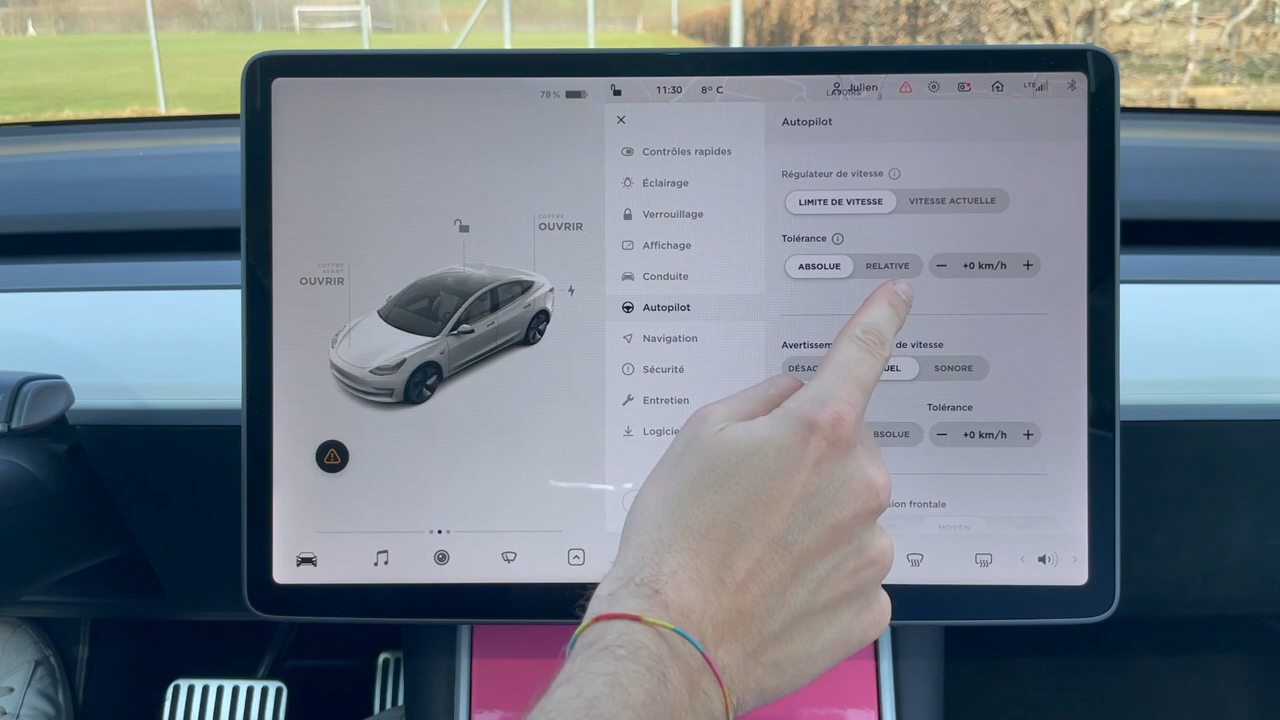 78 %
11:30 8° C
Julien
LTE
COFFRE
OUVRIR
COFFRE
AVANT
OUVRIR
Contrôles rapides
Éclairage
Verrouillage
Affichage
Conduite
Autopilot
Navigation
Sécurité
Entretien
Logicie
Autopilot
Régulateur de vitesse
LIMITE DE VITESSE VITESSE ACTUELLE
Tolérance
ABSOLUE RELATIVE − +0 km/h +
Avertissem de vitesse
DÉSAC UEL SONORE
Tolérance
BSOLUE − +0 km/h +
sion frontale
MOYEN